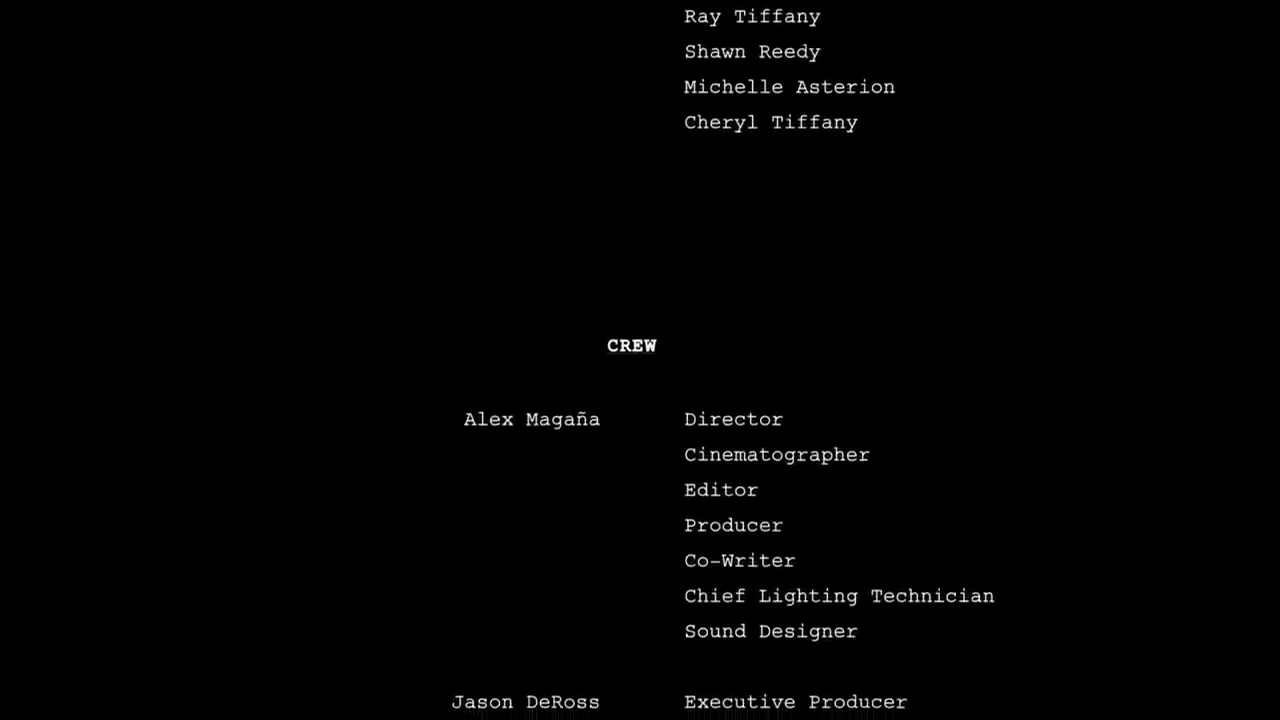 Ray Tiffany
Shawn Reedy
Michelle Asterion
Cheryl Tiffany
CREW
Alex Magaña Director
Cinematographer
Editor
Producer
Co-Writer
Chief Lighting Technician
Sound Designer
Jason DeRoss Executive Producer